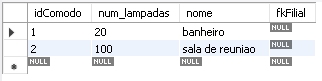 idComodo num_lampadas nome fkFilial
1 20 banheiro NULL
2 100 sala de reuniao NULL
NULL NULL NULL NULL